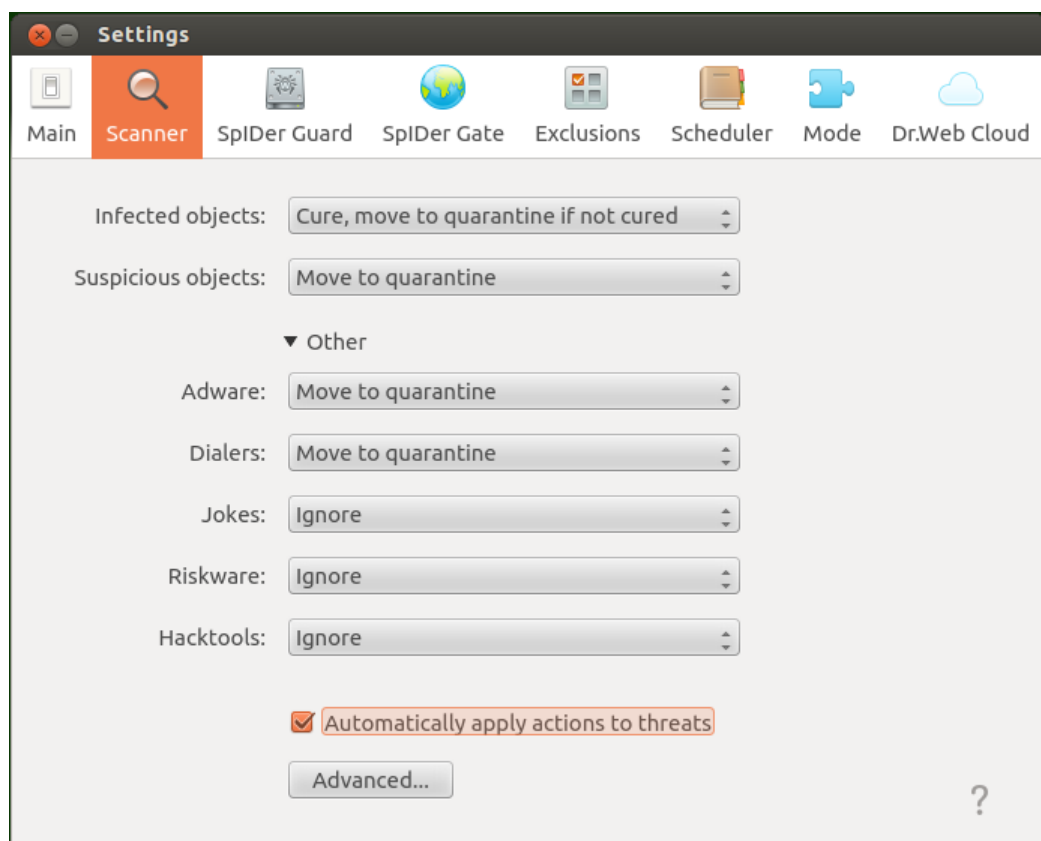 Settings
Main Scanner SpIDer Guard SpIDer Gate Exclusions Scheduler Mode Dr.Web Cloud
Infected objects: Cure, move to quarantine if not cured
Suspicious objects: Move to quarantine
Other
Adware: Move to quarantine
Dialers: Move to quarantine
Jokes: Ignore
Riskware: Ignore
Hacktools: Ignore
Automatically apply actions to threats
Advanced...
?